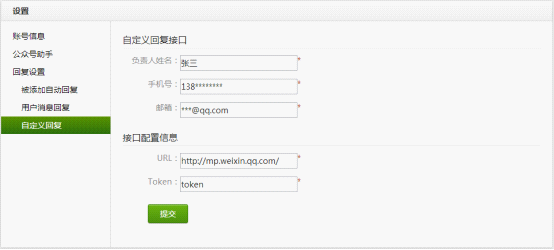 设置
账号信息
公众号助手
回复设置
被添加自动回复
用户消息回复
自定义回复
自定义回复接口
负责人姓名：张三*
手机号：138*********
邮箱：***@qq.com*
接口配置信息
URL：http://mp.weixin.qq.com/*
Token：token*
提交